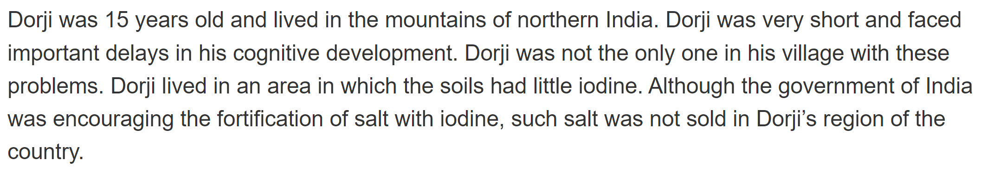 Dorji was 15 years old and lived in the mountains of northern India. Dorji was very short and faced
important delays in his cognitive development. Dorji was not the only one in his village with these
problems. Dorji lived in an area in which the soils had little iodine. Although the government of India
was encouraging the fortification of salt with iodine, such salt was not sold in Dorji’s region of the
country.